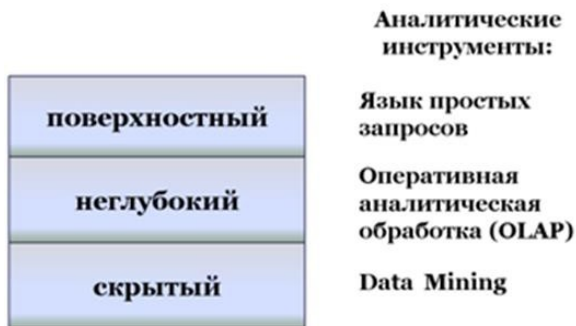 Аналитические
инструменты:
поверхностный
Язык простых
запросов
неглубокий
Оперативная
аналитическая
обработка (OLAP)
скрытый
Data Mining